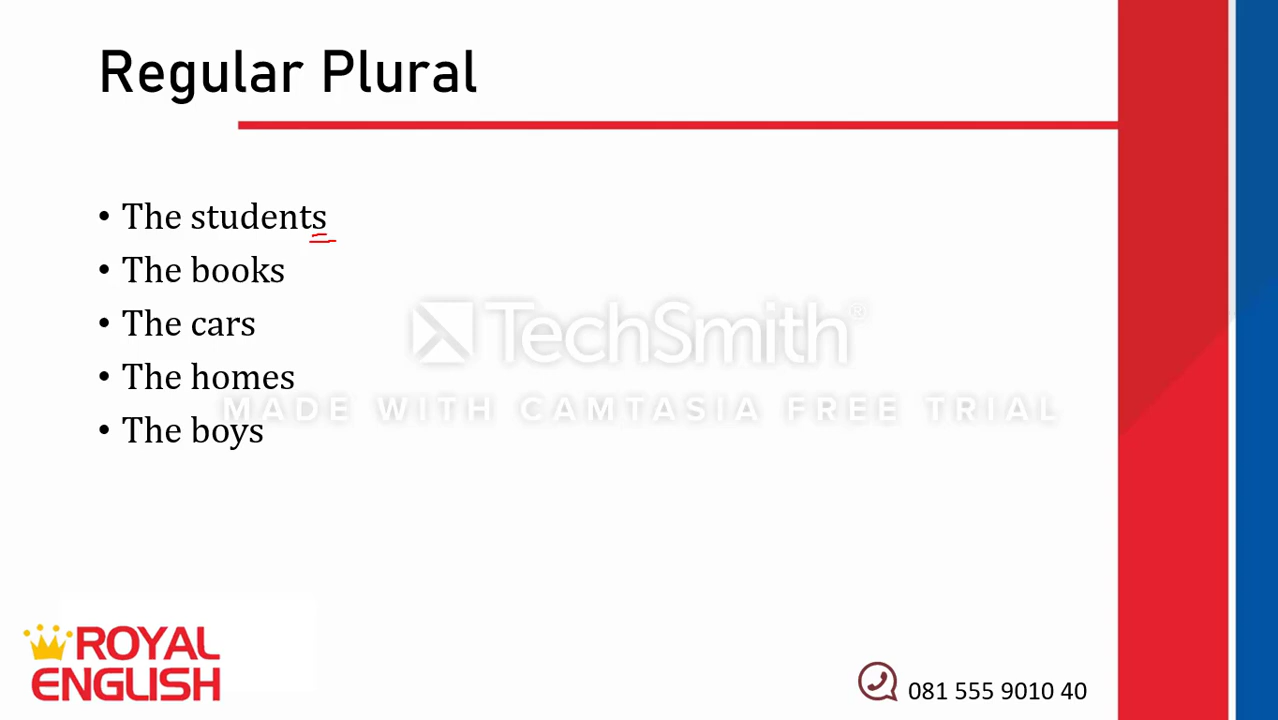 Regular Plural
• The students
• The books
• The cars
• The homes
• The boys
TechSmith®
MADE WITH CAMTASIA FREE TRIAL
ROYAL
ENGLISH
081 555 9010 40